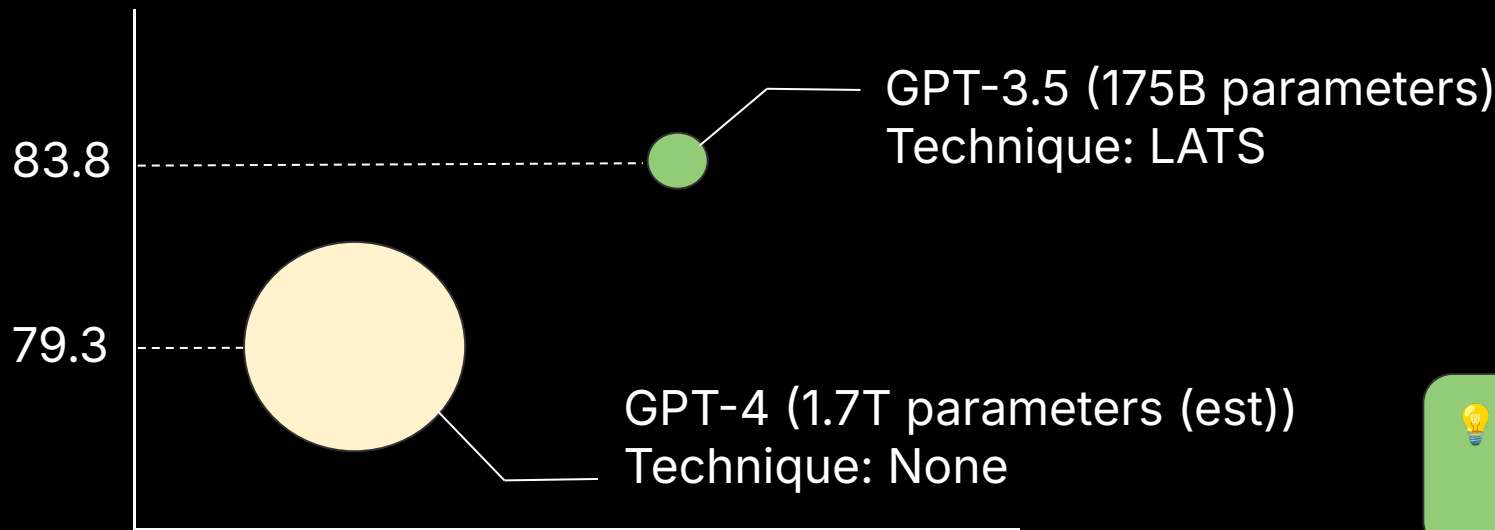 GPT-3.5 (175B parameters)
Technique: LATS
83.8
79.3
GPT-4 (1.7T parameters (est))
Technique: None